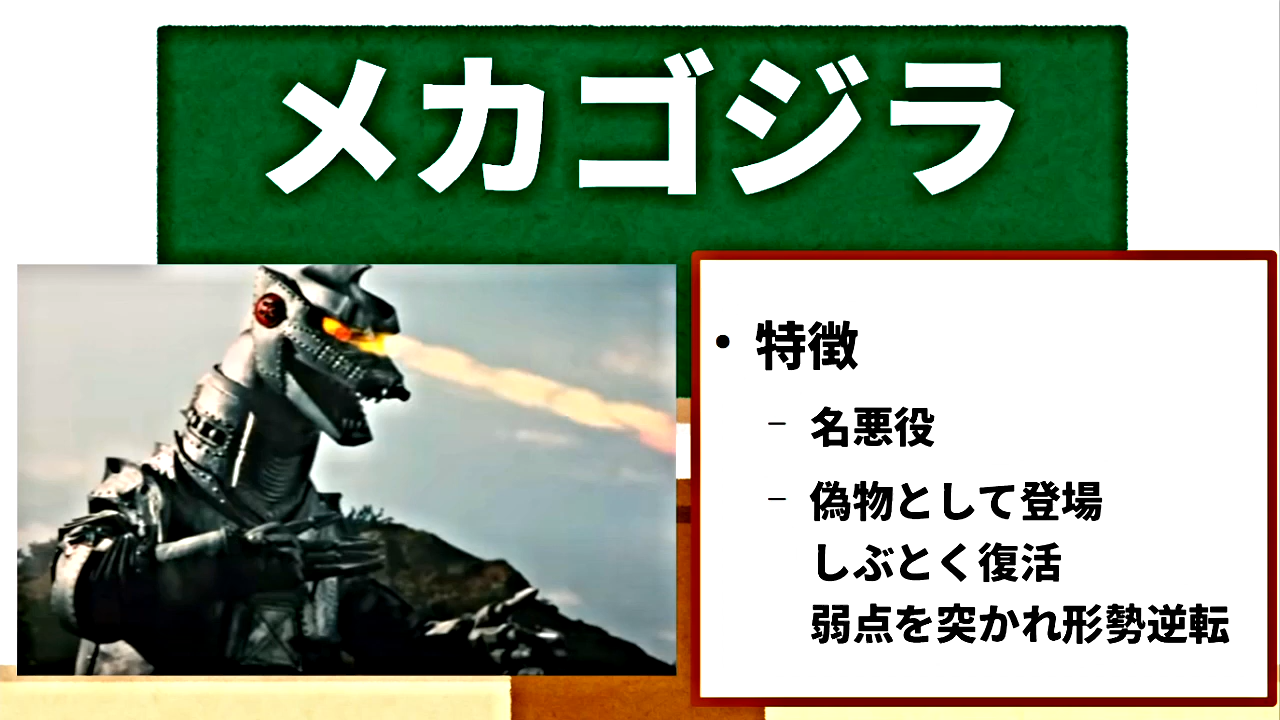 メカゴジラ
• 特徴
– 名悪役
– 偽物として登場
しぶとく復活
弱点を突かれ形勢逆転